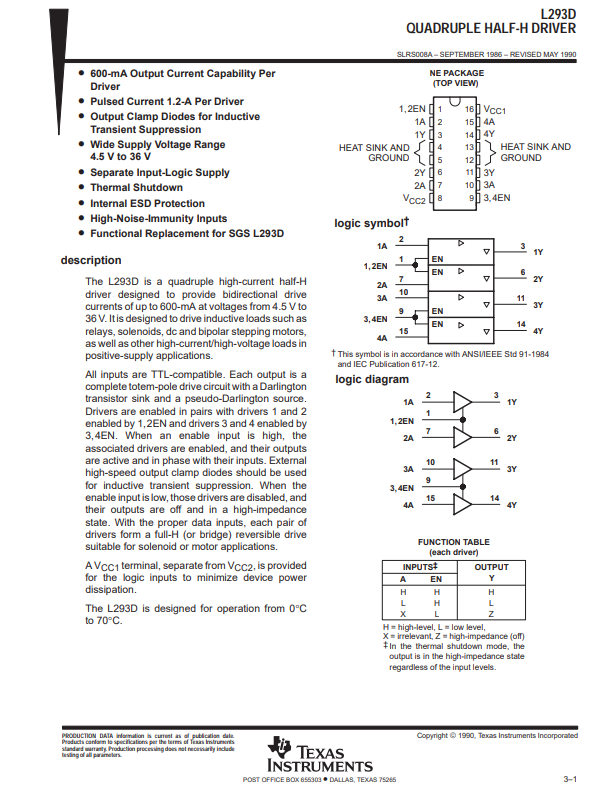 L293D
QUADRUPLE HALF-H DRIVER
SLRS008A – SEPTEMBER 1986 – REVISED MAY 1990
• 600-mA Output Current Capability Per
Driver
• Pulsed Current 1.2-A Per Driver
• Output Clamp Diodes for Inductive
Transient Suppression
• Wide Supply Voltage Range
4.5 V to 36 V
• Separate Input-Logic Supply
• Thermal Shutdown
• Internal ESD Protection
• High-Noise-Immunity Inputs
• Functional Replacement for SGS L293D
description
The L293D is a quadruple high-current half-H
driver designed to provide bidirectional drive
currents of up to 600-mA at voltages from 4.5 V to
36 V. It is designed to drive inductive loads such as
relays, solenoids, dc and bipolar stepping motors,
as well as other high-current/high-voltage loads in
positive-supply applications.
All inputs are TTL-compatible. Each output is a
complete totem-pole drive circuit with a Darlington
transistor sink and a pseudo-Darlington source.
Drivers are enabled in pairs with drivers 1 and 2
enabled by 1,2EN and drivers 3 and 4 enabled by
3,4EN. When an enable input is high, the
associated drivers are enabled, and their outputs
are active and in phase with their inputs. External
high-speed output clamp diodes should be used
for inductive transient suppression. When the
enable input is low, those drivers are disabled, and
their outputs are off and in a high-impedance
state. With the proper data inputs, each pair of
drivers form a full-H (or bridge) reversible drive
suitable for solenoid or motor applications.
A VCC1 terminal, separate from VCC2, is provided
for the logic inputs to minimize device power
dissipation.
The L293D is designed for operation from 0°C
to 70°C.
NE PACKAGE
(TOP VIEW)
1,2EN 1 16 VCC1
1A 2 15 4A
1Y 3 14 4Y
HEAT SINK AND 4 13 HEAT SINK AND
GROUND 5 12 GROUND
2Y 6 11 3Y
2A 7 10 3A
VCC2 8 9 3,4EN
logic symbol†
1A 2 3 1Y
1,2EN 1 EN
EN 6 2Y
2A 7
3A 10 11 3Y
3,4EN 9 EN
EN 14 4Y
4A 15
† This symbol is in accordance with ANSI/IEEE Std 91-1984
and IEC Publication 617-12.
logic diagram
1A 2 3 1Y
1,2EN 1
2A 7 6 2Y
3A 10 11 3Y
3,4EN 9
4A 15 14 4Y
FUNCTION TABLE
(each driver)
INPUTS‡ OUTPUT
A EN Y
H H H
L H L
X L Z
H = high-level, L = low level,
X = irrelevant, Z = high-impedance (off)
‡ In the thermal shutdown mode, the
output is in the high-impedance state
regardless of the input levels.
PRODUCTION DATA information is current as of publication date.
Products conform to specifications per the terms of Texas Instruments
standard warranty. Production processing does not necessarily include
testing of all parameters.
Copyright © 1990, Texas Instruments Incorporated
TEXAS
INSTRUMENTS
POST OFFICE BOX 655303 • DALLAS, TEXAS 75265
3–1